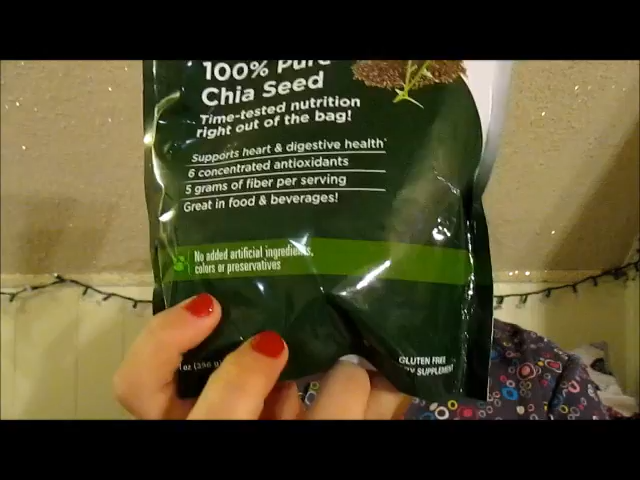 100% Pure
Chia Seed
Time-tested nutrition
right out of the bag!
Supports heart & digestive health*
6 concentrated antioxidants
5 grams of fiber per serving
Great in food & beverages!
No added artificial ingredients,
colors or preservatives
oz (356 g)
GLUTEN FREE
SUPPLEMENT